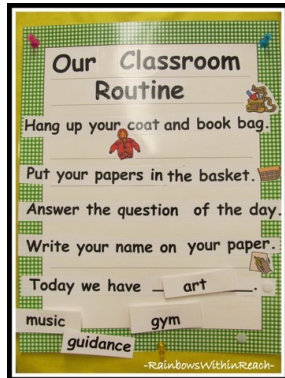 Our Classroom
Routine
Hang up your coat and book bag.
Put your papers in the basket.
Answer the question of the day.
Write your name on your paper.
Today we have _ art _.
music gym
guidance
-RainbowsWithinReach-